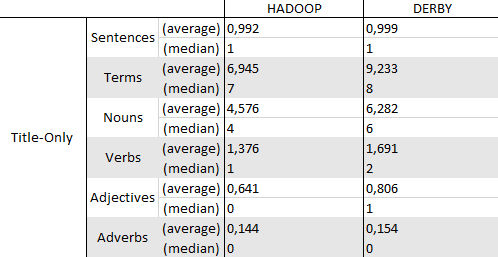 HADOOP DERBY
Title-Only
Sentences (average) 0,992 0,999
(median) 1 1
Terms (average) 6,945 9,233
(median) 7 8
Nouns (average) 4,576 6,282
(median) 4 6
Verbs (average) 1,376 1,691
(median) 1 2
Adjectives (average) 0,641 0,806
(median) 0 1
Adverbs (average) 0,144 0,154
(median) 0 0